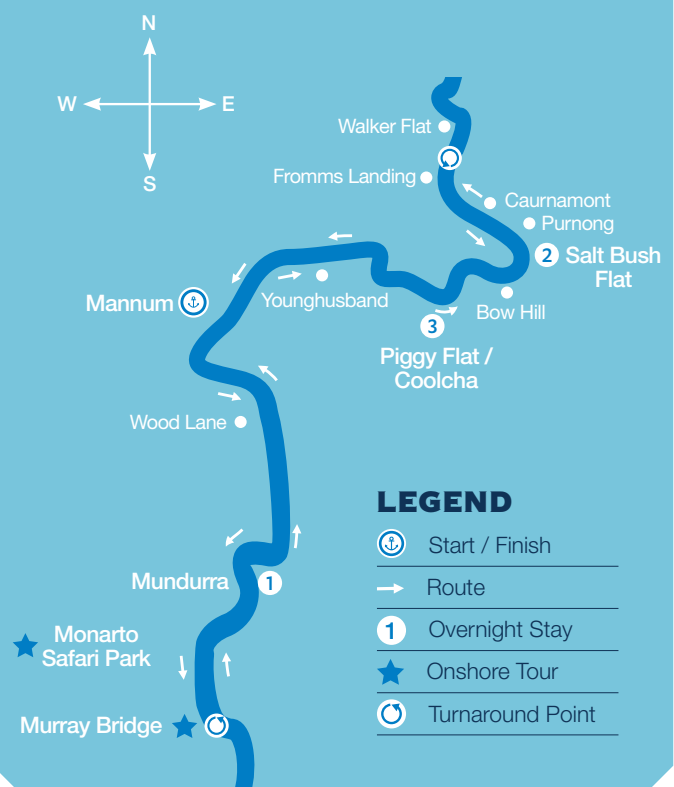 N
W
E
S
Walker Flat
Fromms Landing
Caurnamont
Purnong
2 Salt Bush
Flat
Mannum
Younghusband
Bow Hill
3
Piggy Flat /
Coolcha
Wood Lane
Mundurra 1
Monarto
Safari Park
Murray Bridge
LEGEND
Start / Finish
Route
1 Overnight Stay
Onshore Tour
Turnaround Point